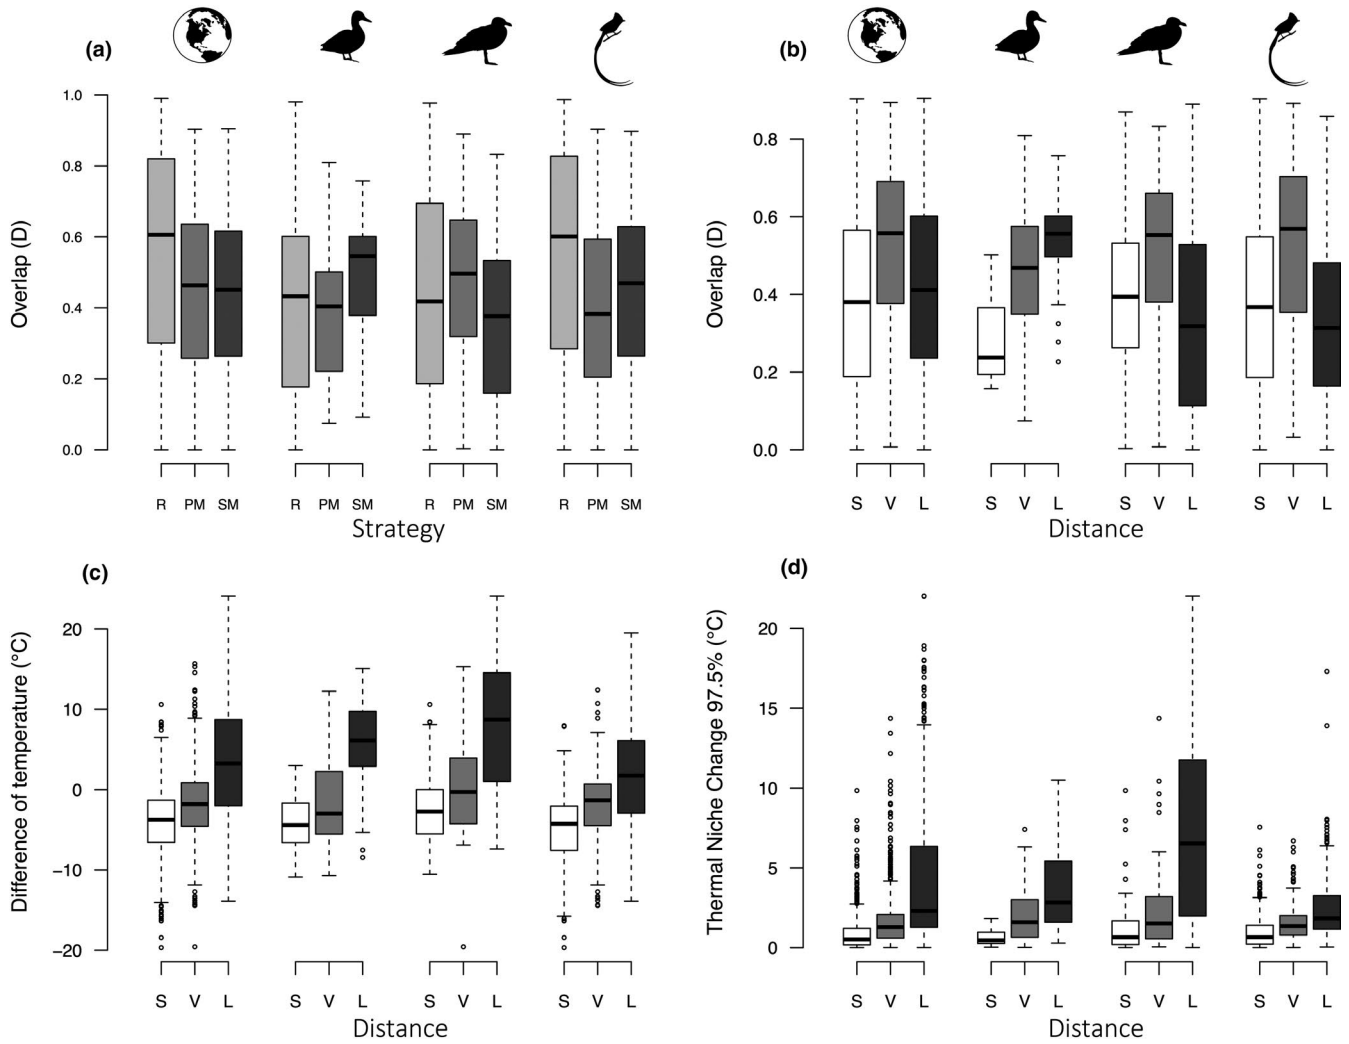 (a)
Overlap (D)
1.0
0.8
0.6
0.4
0.2
0.0
R PM SM R PM SM R PM SM R PM SM
Strategy
(b)
Overlap (D)
0.8
0.6
0.4
0.2
0.0
S V L S V L S V L S V L
Distance
(c)
Difference of temperature (°C)
20
10
0
−10
−20
S V L S V L S V L S V L
Distance
(d)
Thermal Niche Change 97.5% (°C)
20
15
10
5
0
S V L S V L S V L S V L
Distance